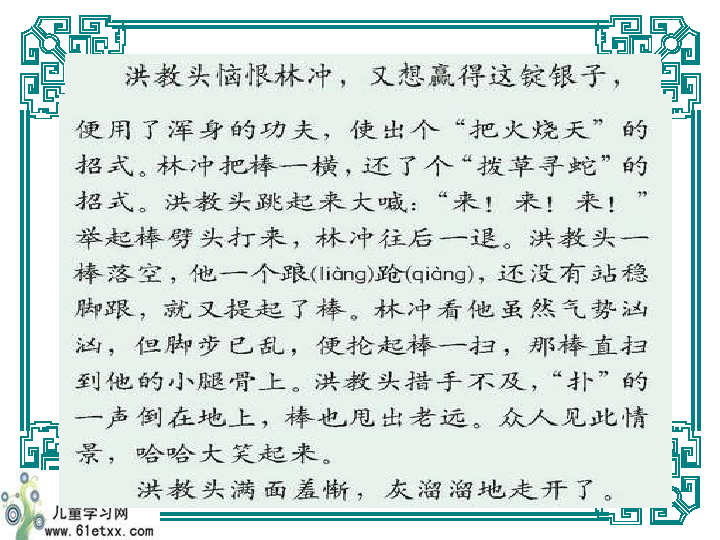 洪教头恼恨林冲，又想赢得这锭银子，
便用了浑身的功夫，使出个“把火烧天”的
招式。林冲把棒一横，还了个“拨草寻蛇”的
招式。洪教头跳起来大喊：“来！来！来！”
举起棒劈头打来，林冲往后一退。洪教头一
棒落空，他一个踉(liàng)跄(qiàng)，还没有站稳
脚跟，就又提起了棒。林冲看他虽然气势汹
汹，但脚步已乱，便抡起棒一扫，那棒直扫
到他的小腿骨上。洪教头措手不及，“扑”的
一声倒在地上，棒也甩出老远。众人见此情
景，哈哈大笑起来。
洪教头满面羞惭，灰溜溜地走开了。
儿童学习网
www.61etxx.com